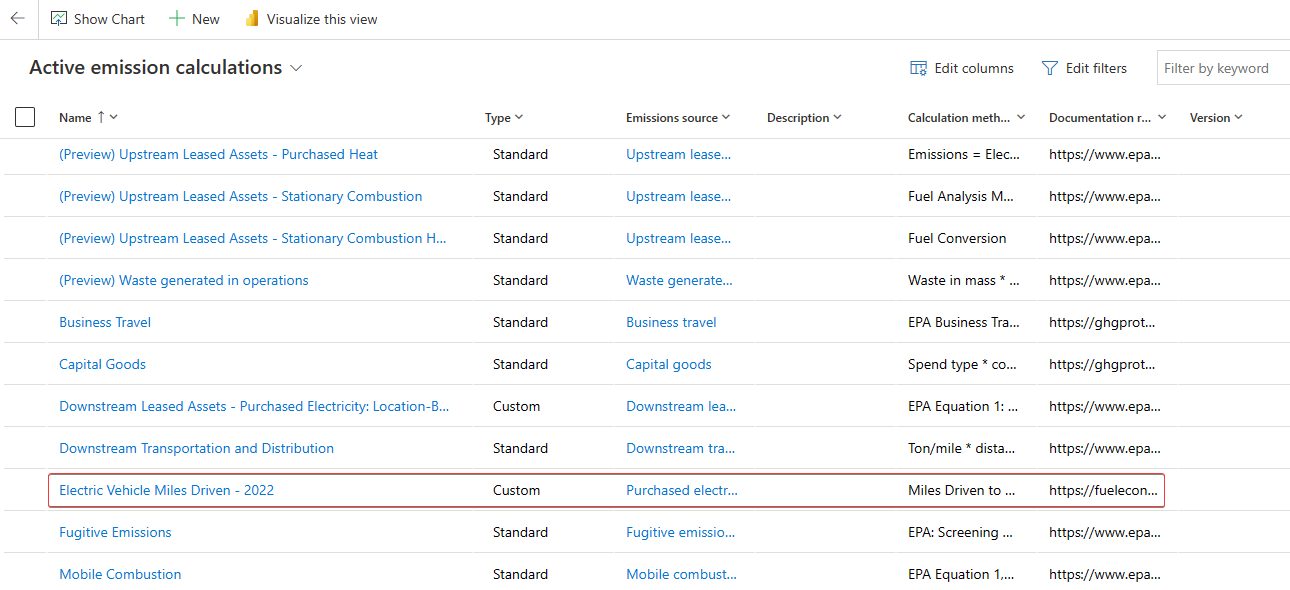 Show Chart New Visualize this view
Active emission calculations Edit columns Edit filters Filter by keyword
Name Type Emissions source Description Calculation meth... Documentation r... Version
(Preview) Upstream Leased Assets - Purchased Heat Standard Upstream lease... Emissions = Elec... https://www.epa...
(Preview) Upstream Leased Assets - Stationary Combustion Standard Upstream lease... Fuel Analysis M... https://www.epa...
(Preview) Upstream Leased Assets - Stationary Combustion H... Standard Upstream lease... Fuel Conversion https://www.epa...
(Preview) Waste generated in operations Standard Waste generate... Waste in mass * ... https://www.epa...
Business Travel Standard Business travel EPA Business Tra... https://ghgprot...
Capital Goods Standard Capital goods Spend type * co... https://ghgprot...
Downstream Leased Assets - Purchased Electricity: Location-B... Custom Downstream lea... EPA Equation 1: ... https://www.epa...
Downstream Transportation and Distribution Standard Downstream tra... Ton/mile * dista... https://www.epa...
Electric Vehicle Miles Driven - 2022 Custom Purchased electr... Miles Driven to ... https://fuelecon...
Fugitive Emissions Standard Fugitive emissio... EPA: Screening ... https://www.epa...
Mobile Combustion Standard Mobile combust... EPA Equation 1,... https://www.epa...